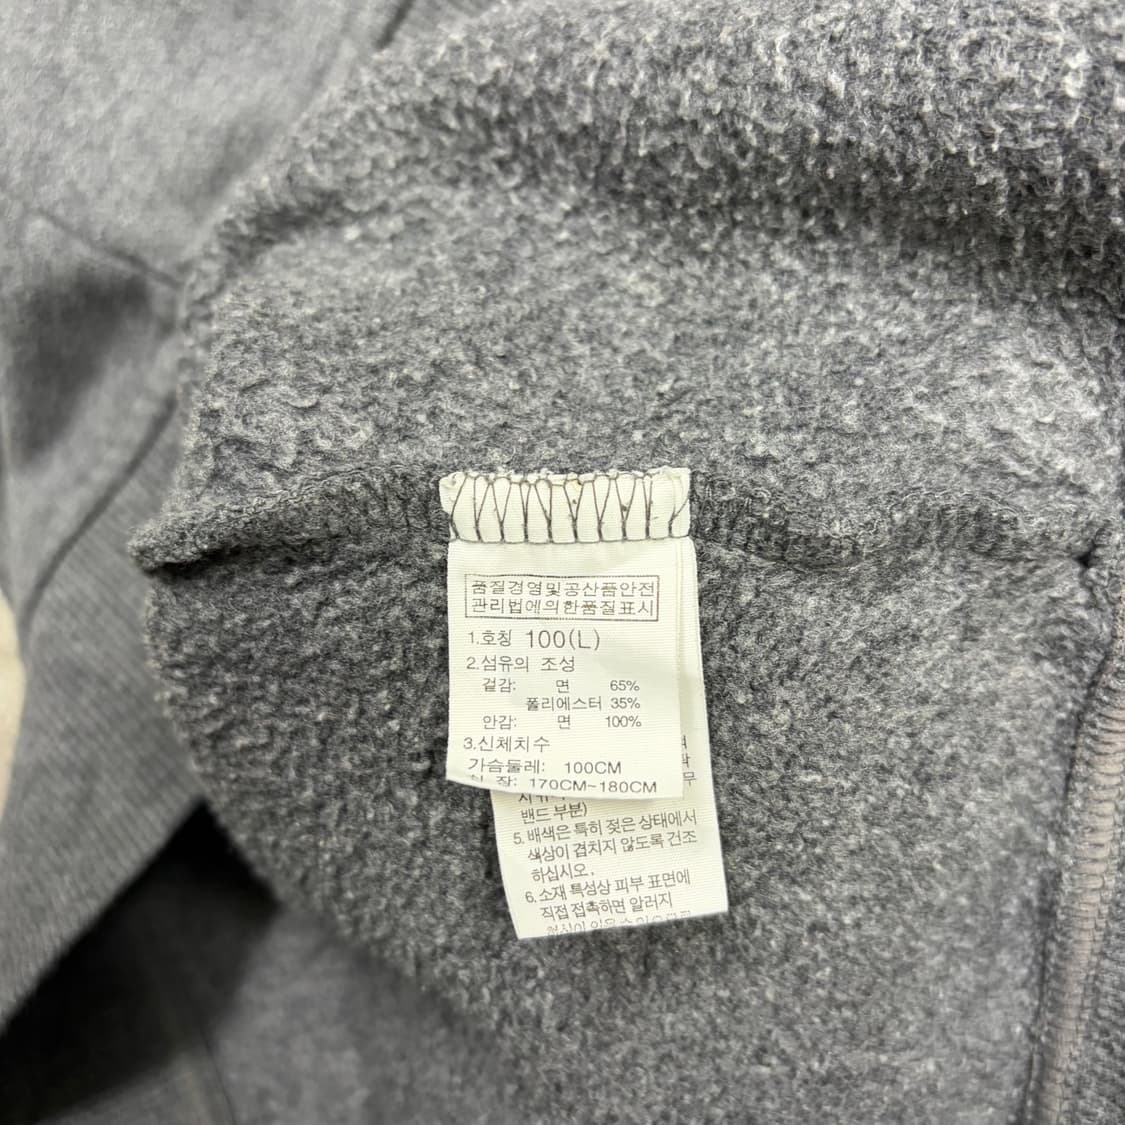 품질경영및공산품안전
관리법에의한품질표시
1.호칭 100(L)
2.섬유의 조성
겉감: 면 65%
폴리에스터 35%
안감: 면 100%
3.신체치수
가슴둘레: 100CM
장: 170CM~180CM
밴드부분)
5. 배색은 특히 젖은 상태에서
색상이 겹치지 않도록 건조
하십시오.
6. 소재 특성상 피부 표면에
직접 접촉하면 알러지